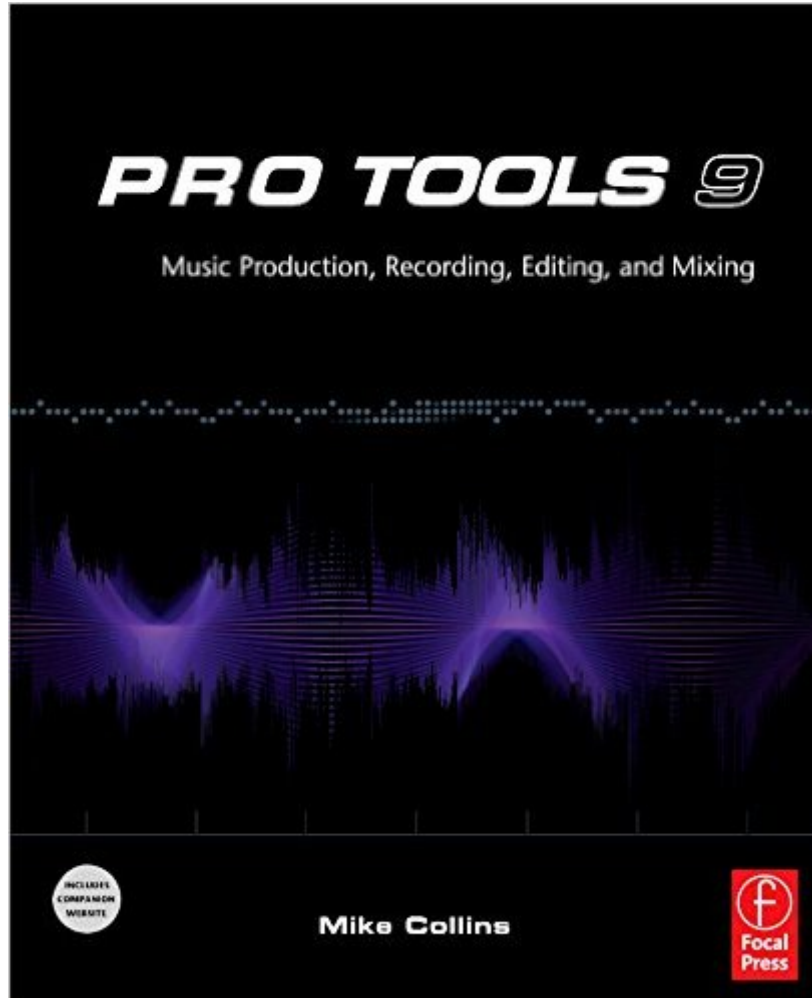 PRO TOOLS 9
Music Production, Recording, Editing, and Mixing
INCLUDES
COMPANION
WEBSITE
Mike Collins
f
Focal
Press